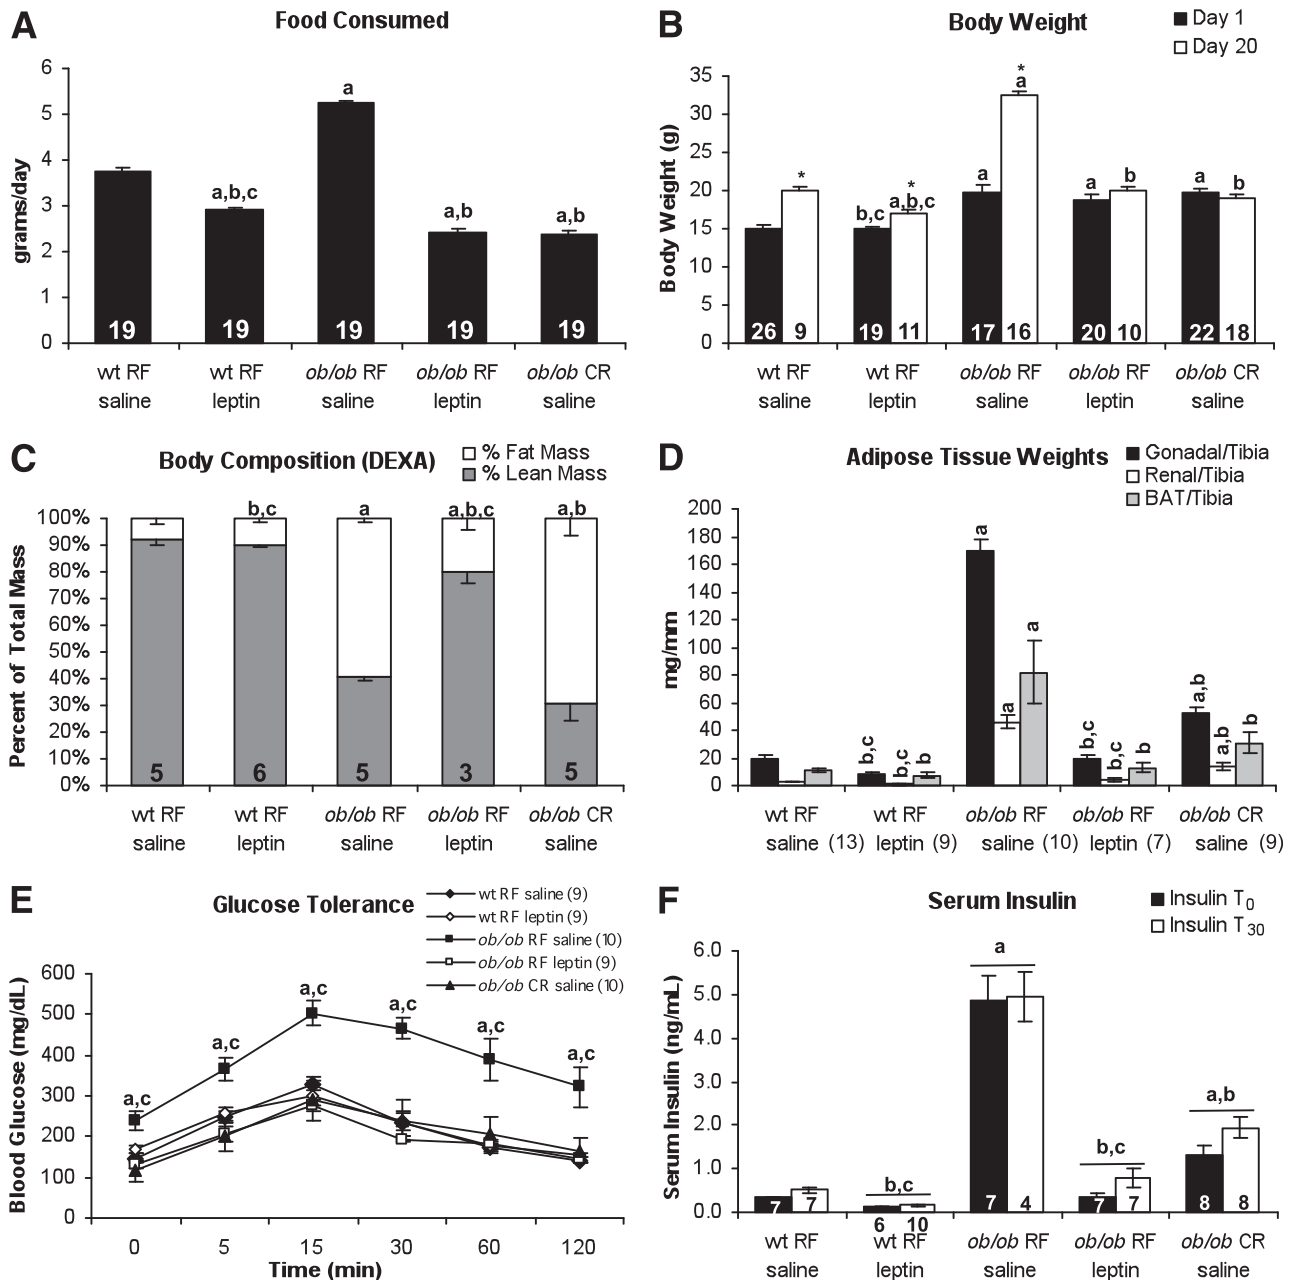 A
Food Consumed
grams/day
6
5
4
3
2
1
0
a,b,c
a
a,b
a,b
19
19
19
19
19
wt RF
saline
wt RF
leptin
ob/ob RF
saline
ob/ob RF
leptin
ob/ob CR
saline
B
Body Weight
Day 1
Day 20
Body Weight (g)
35
30
25
20
15
10
5
0
*
*
b,c
a,b,c
a
*
a
a
b
a
b
26
9
19
11
17
16
20
10
22
18
wt RF
saline
wt RF
leptin
ob/ob RF
saline
ob/ob RF
leptin
ob/ob CR
saline
C
Body Composition (DEXA)
% Fat Mass
% Lean Mass
Percent of Total Mass
100%
90%
80%
70%
60%
50%
40%
30%
20%
10%
0%
b,c
a
a,b,c
a,b
5
6
5
3
5
wt RF
saline
wt RF
leptin
ob/ob RF
saline
ob/ob RF
leptin
ob/ob CR
saline
D
Adipose Tissue Weights
Gonadal/Tibia
Renal/Tibia
BAT/Tibia
mg/mm
200
180
160
140
120
100
80
60
40
20
0
b,c
b,c
b
a
a
a
b,c
b,c
b
a,b
a,b
b
wt RF
saline (13)
wt RF
leptin (9)
ob/ob RF
saline (10)
ob/ob RF
leptin (7)
ob/ob CR
saline (9)
E
Glucose Tolerance
wt RF saline (9)
wt RF leptin (9)
ob/ob RF saline (10)
ob/ob RF leptin (9)
ob/ob CR saline (10)
Blood Glucose (mg/dL)
600
500
400
300
200
100
0
a,c
a,c
a,c
a,c
a,c
a,c
0
5
15
30
60
120
Time (min)
F
Serum Insulin
Insulin T0
Insulin T30
Serum Insulin (ng/mL)
6.0
5.0
4.0
3.0
2.0
1.0
0.0
b,c
a
b,c
a,b
7
7
6
10
7
4
7
7
8
8
wt RF
saline
wt RF
leptin
ob/ob RF
saline
ob/ob RF
leptin
ob/ob CR
saline